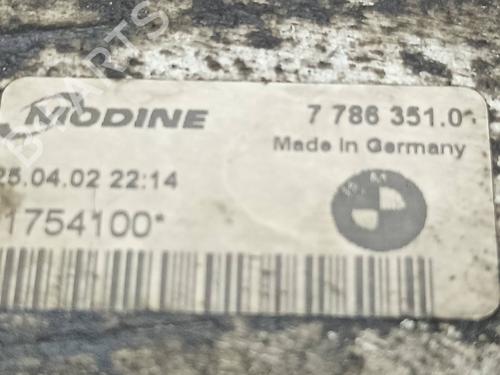 MODINE 7 786 351.0
Made in Germany
25.04.02 22:14
1754100*